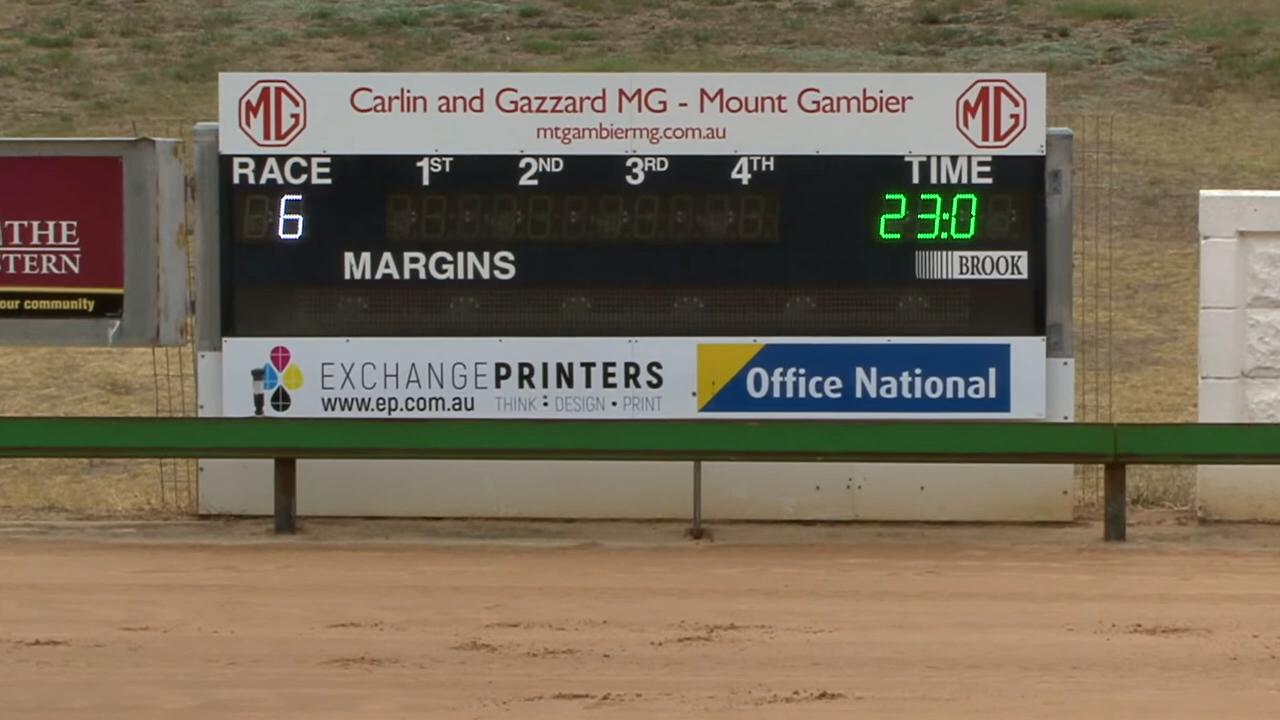 MG Carlin and Gazzard MG - Mount Gambier MG
mtgambiermg.com.au
RACE 1ST 2ND 3RD 4TH TIME
6 23:0
MARGINS
BROOK
THE
STERN
our community
EXCHANGEPRINTERS
www.ep.com.au THINK • DESIGN • PRINT
Office National